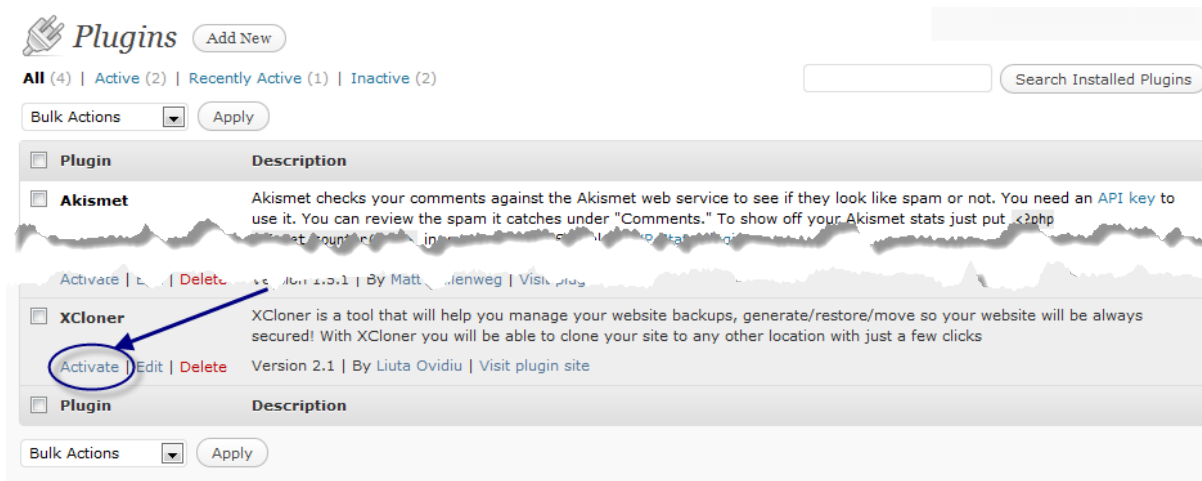 Plugins Add New
All (4) | Active (2) | Recently Active (1) | Inactive (2)
Search Installed Plugins
Bulk Actions Apply
Plugin Description
Akismet Akismet checks your comments against the Akismet web service to see if they look like spam or not. You need an API key to
use it. You can review the spam it catches under "Comments." To show off your Akismet stats just put <?php
Activate | | Delete 1.5.1 | By Matt | Visit
XCloner XCloner is a tool that will help you manage your website backups, generate/restore/move so your website will be always
secured! With XCloner you will be able to clone your site to any other location with just a few clicks
Activate | Edit | Delete Version 2.1 | By Liuta Ovidiu | Visit plugin site
Plugin Description
Bulk Actions Apply